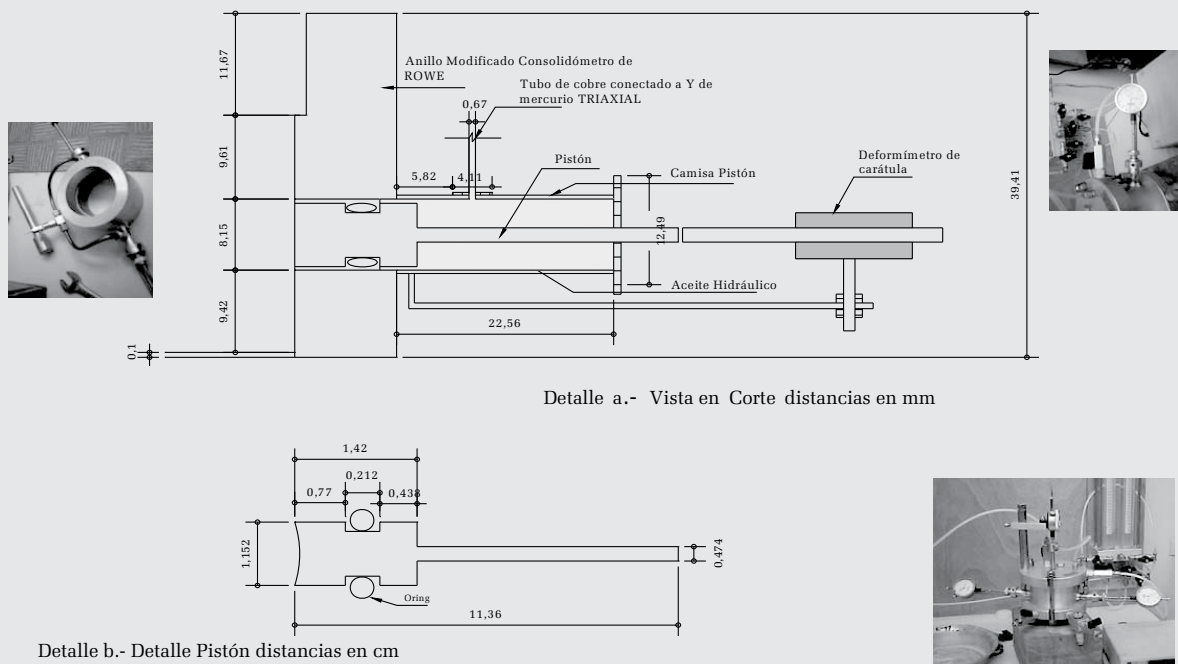 11,67
Anillo Modificado Consolidómetro de
ROWE
Tubo de cobre conectado a Y de
mercurio TRIAXIAL
0,67
9,61
5,82
4,11
Pistón
Camisa Pistón
Deformímetro de
carátula
39,41
8,15
12,49
Aceite Hidráulico
9,42
22,56
0,1
Detalle a.- Vista en Corte distancias en mm
1,42
0,212
0,77
0,438
1,152
0,474
Oring
11,36
Detalle b.- Detalle Pistón distancias en cm